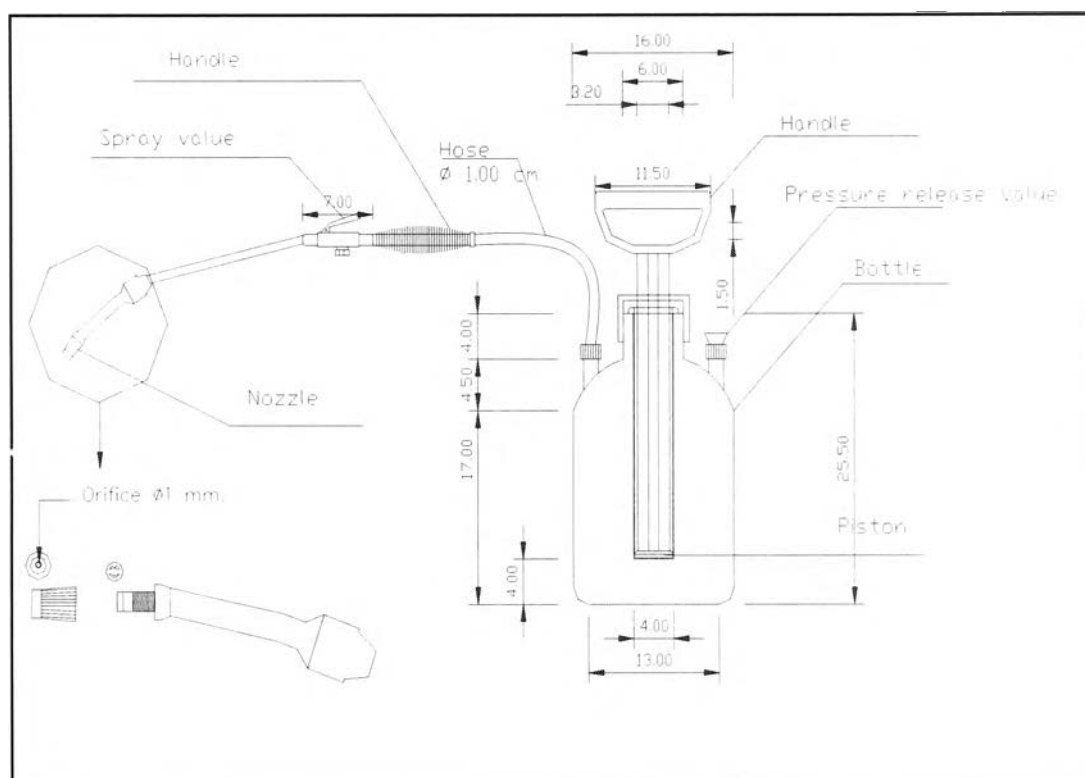 16.00
Handle
6.00
3.20
Spray value
Handle
Hose
Ø 1.00 cm
11.50
7.00
Pressure release value
Bottle
1.50
4.00
4.50
Nozzle
17.00
25.50
Orifice Ø1 mm.
Piston
4.00
4.00
13.00